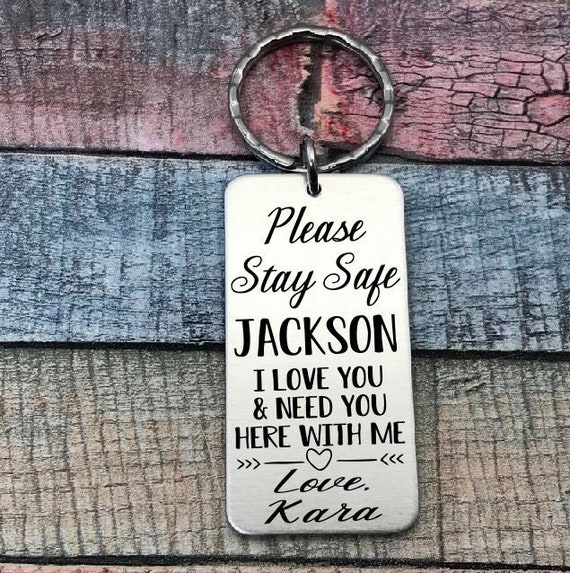 Please
Stay Safe
JACKSON
I LOVE YOU
& NEED YOU
HERE WITH ME
Love,
Kara